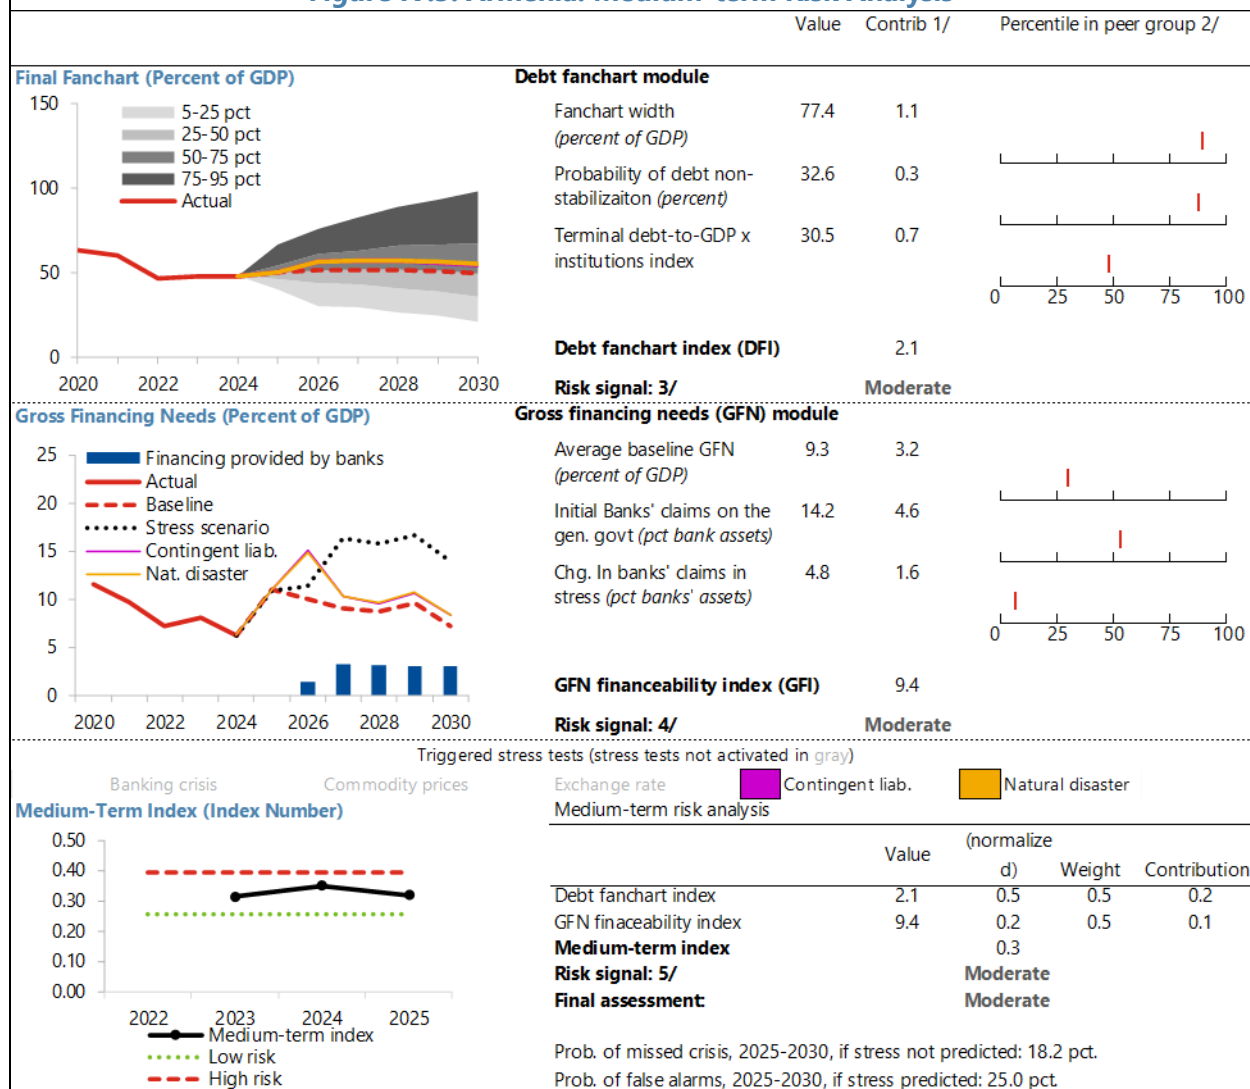 Value Contrib 1/ Percentile in peer group 2/
Final Fanchart (Percent of GDP)
150
100
50
0
5-25 pct
25-50 pct
50-75 pct
75-95 pct
Actual
2020 2022 2024 2026 2028 2030
Debt fanchart module
Fanchart width 77.4 1.1
(percent of GDP)
Probability of debt non- 32.6 0.3
stabilizaiton (percent)
Terminal debt-to-GDP x 30.5 0.7
institutions index
0 25 50 75 100
Debt fanchart index (DFI) 2.1
Risk signal: 3/ Moderate
Gross Financing Needs (Percent of GDP)
25
20
15
10
5
0
Financing provided by banks
Actual
Baseline
Stress scenario
Contingent liab.
Nat. disaster
2020 2022 2024 2026 2028 2030
Gross financing needs (GFN) module
Average baseline GFN 9.3 3.2
(percent of GDP)
Initial Banks' claims on the 14.2 4.6
gen. govt (pct bank assets)
Chg. In banks' claims in 4.8 1.6
stress (pct banks' assets)
0 25 50 75 100
GFN financeability index (GFI) 9.4
Risk signal: 4/ Moderate
Triggered stress tests (stress tests not activated in gray)
Banking crisis Commodity prices Exchange rate Contingent liab. Natural disaster
Medium-Term Index (Index Number)
0.50
0.40
0.30
0.20
0.10
0.00
2022 2023 2024 2025
Medium-term index
Low risk
High risk
Medium-term risk analysis
Value (normalize
d) Weight Contribution
Debt fanchart index 2.1 0.5 0.5 0.2
GFN finaceability index 9.4 0.2 0.5 0.1
Medium-term index 0.3
Risk signal: 5/ Moderate
Final assessment: Moderate
Prob. of missed crisis, 2025-2030, if stress not predicted: 18.2 pct.
Prob. of false alarms, 2025-2030, if stress predicted: 25.0 pct.